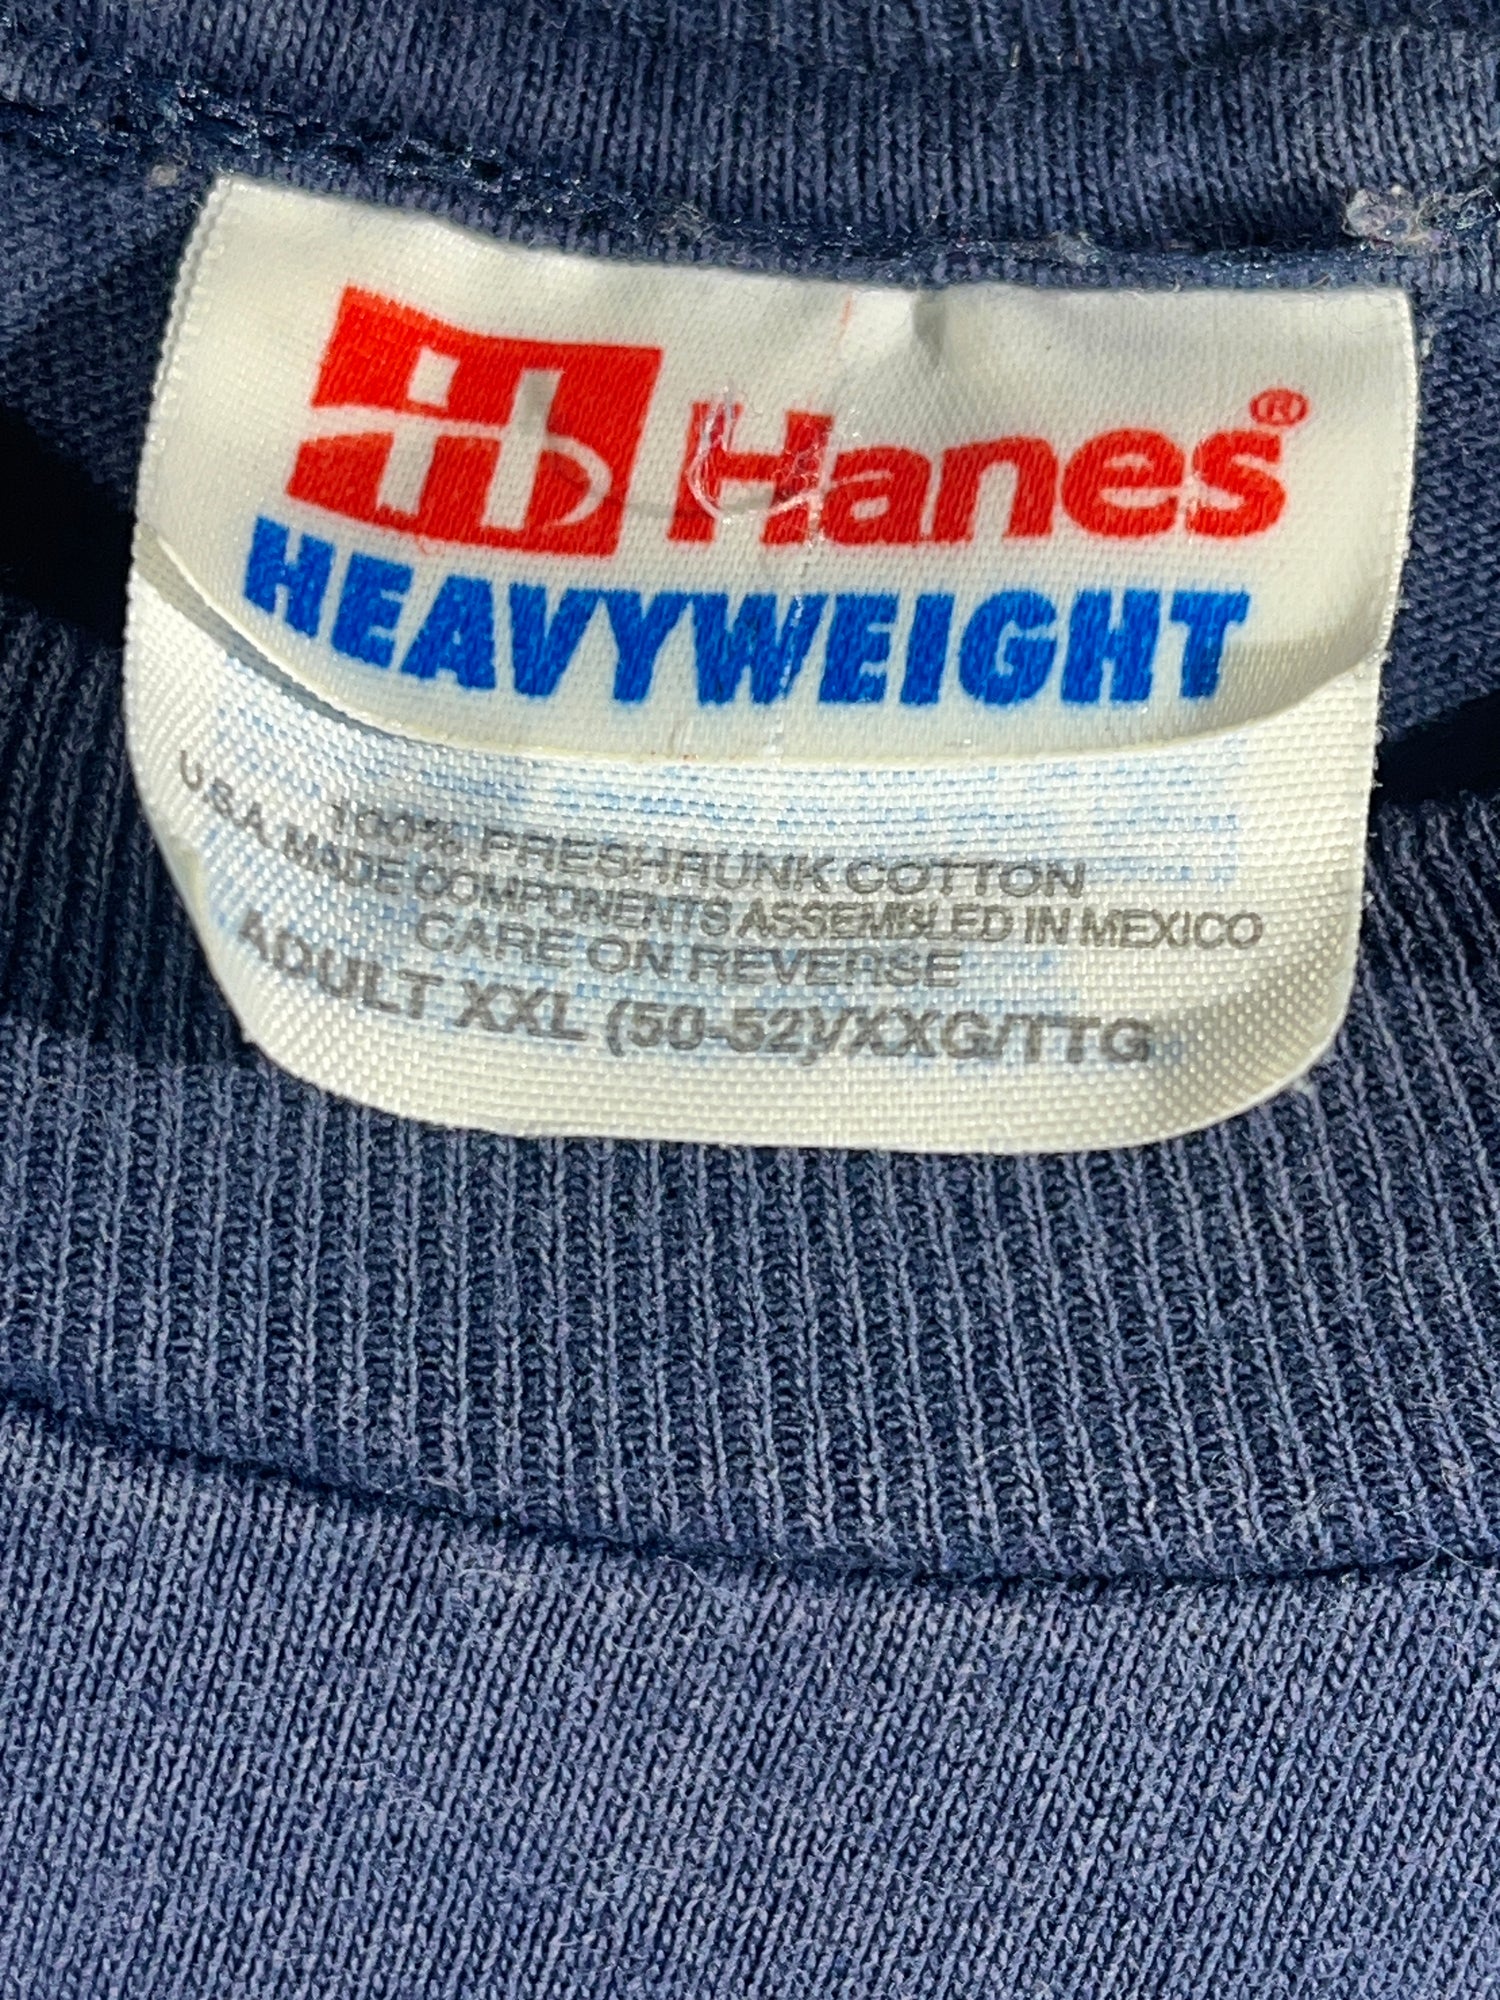 Hanes®
HEAVYWEIGHT
100% PRESHRUNK COTTON
U.S.A. MADE COMPONENTS ASSEMBLED IN MEXICO
CARE ON REVERSE
ADULT XXL (50-52)/XXG/TTG